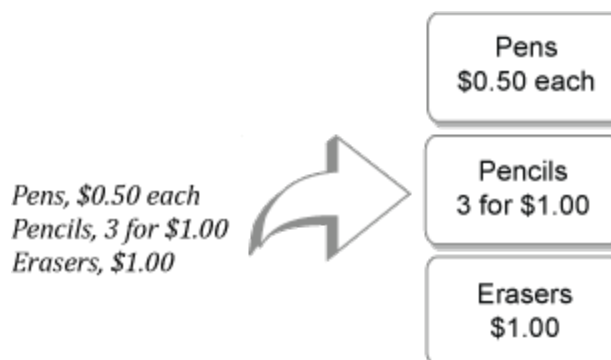 Pens, $0.50 each
Pencils, 3 for $1.00
Erasers, $1.00
Pens
$0.50 each
Pencils
3 for $1.00
Erasers
$1.00